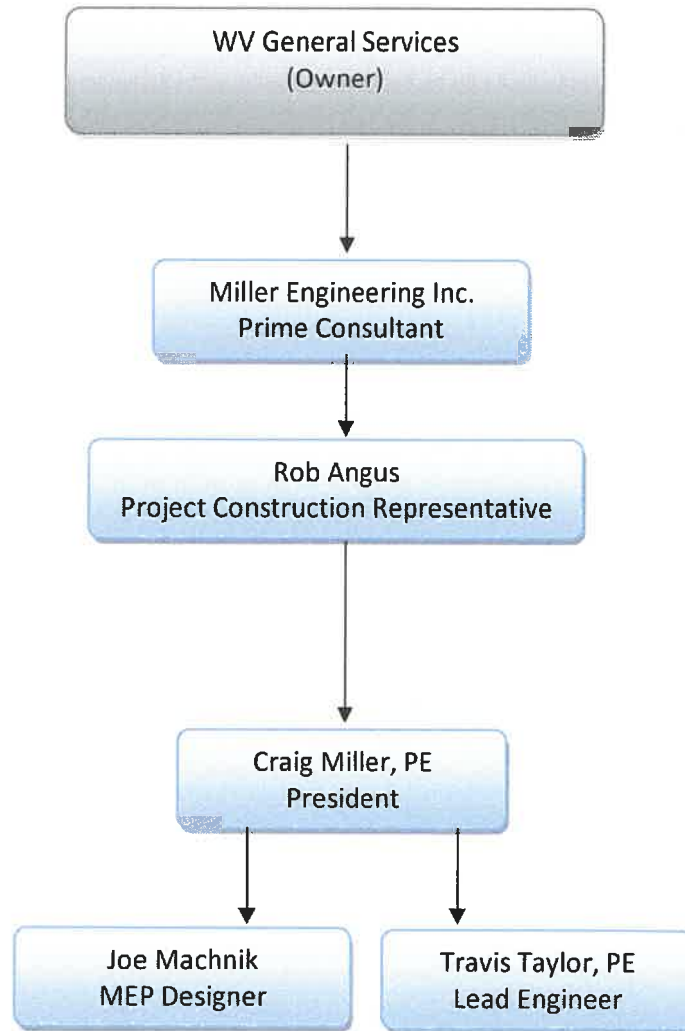 WV General Services
(Owner)
Miller Engineering Inc.
Prime Consultant
Rob Angus
Project Construction Representative
Craig Miller, PE
President
Joe Machnik
MEP Designer
Travis Taylor, PE
Lead Engineer